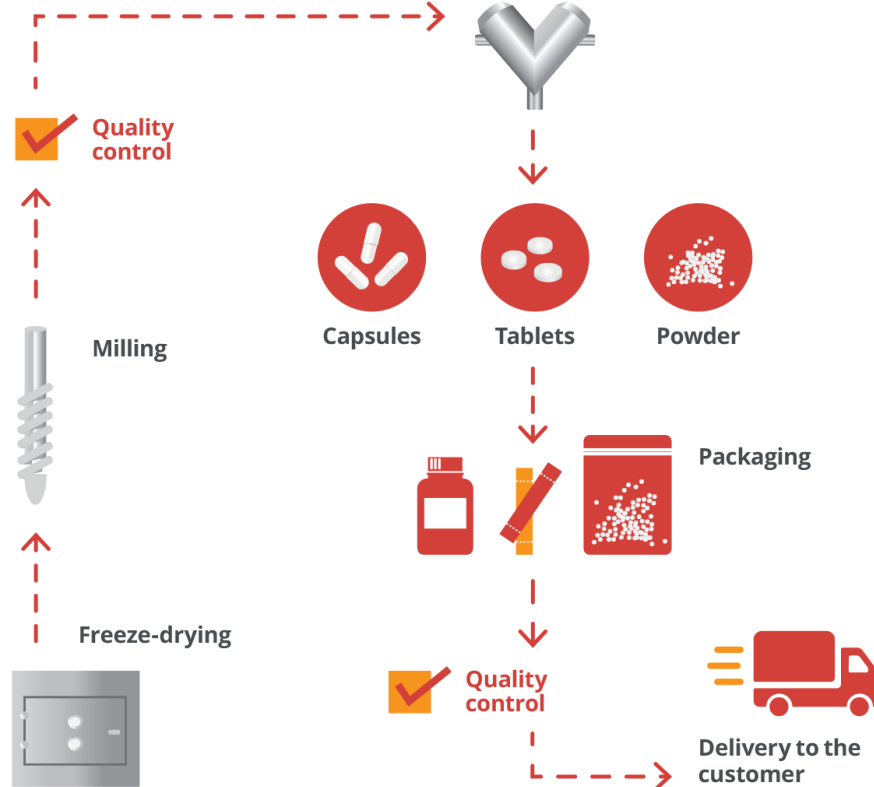 Quality
control
Milling
Freeze-drying
Capsules
Tablets
Powder
Packaging
Quality
control
Delivery to the
customer